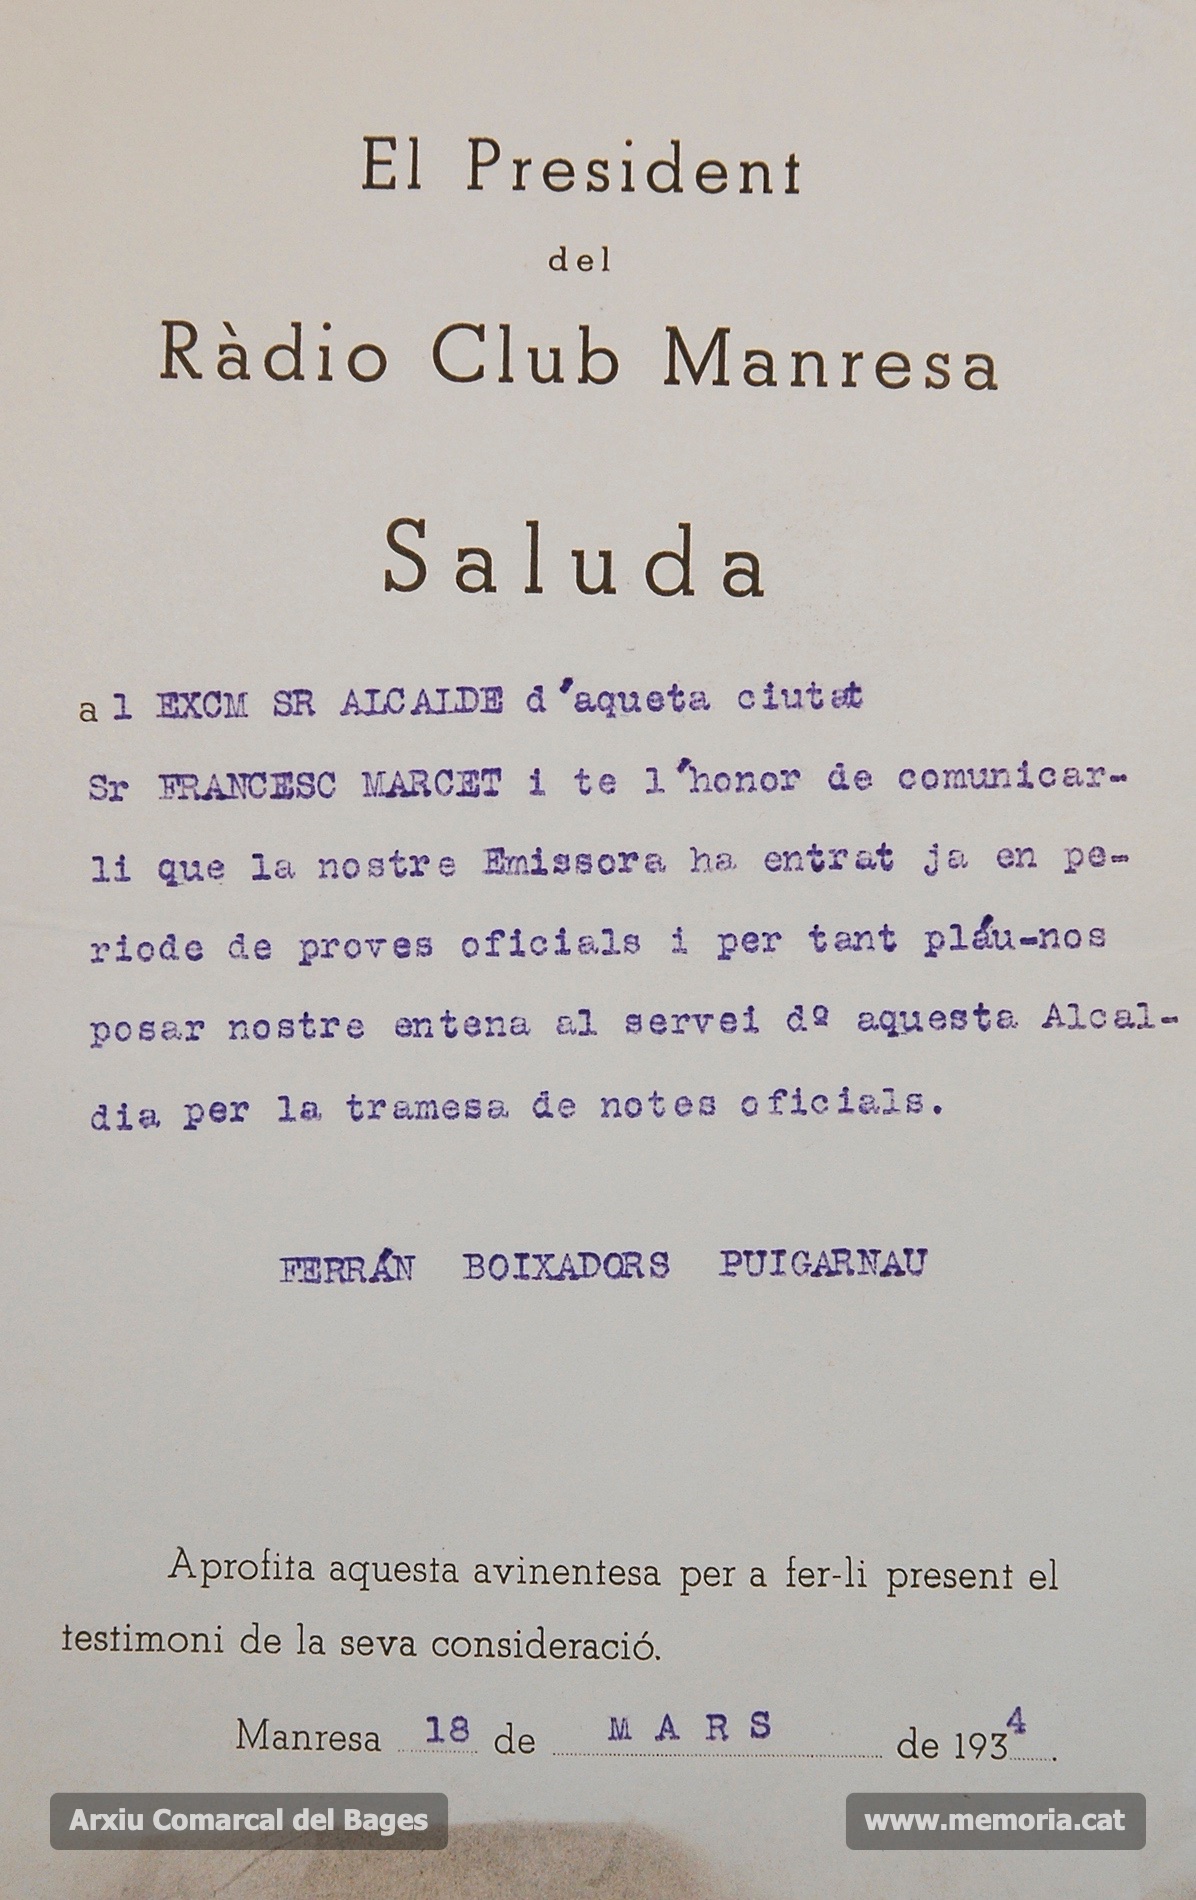 El President
del
Ràdio Club Manresa
Saluda
al EXCM SR ALCALDE d'aqueta ciutat
Sr FRANCESC MARCET i te l'honor de comunicar-
li que la nostre Emissora ha entrat ja en pe-
riode de proves oficials i per tant pláu-nos
posar nostre entena al servei dº aquesta Alcal-
dia per la tramesa de notes oficials.
FERRÁN BOIXADORS PUIGARNAU
Aprofita aquesta avinentesa per a fer-li present el
testimoni de la seva consideració.
Manresa 18 de MARS de 1934.
Arxiu Comarcal del Bages
www.memoria.cat